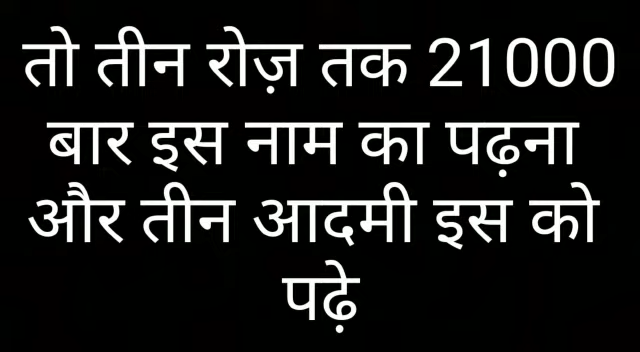 तो तीन रोज़ तक 21000
बार इस नाम का पढ़ना
और तीन आदमी इस को
पढ़े